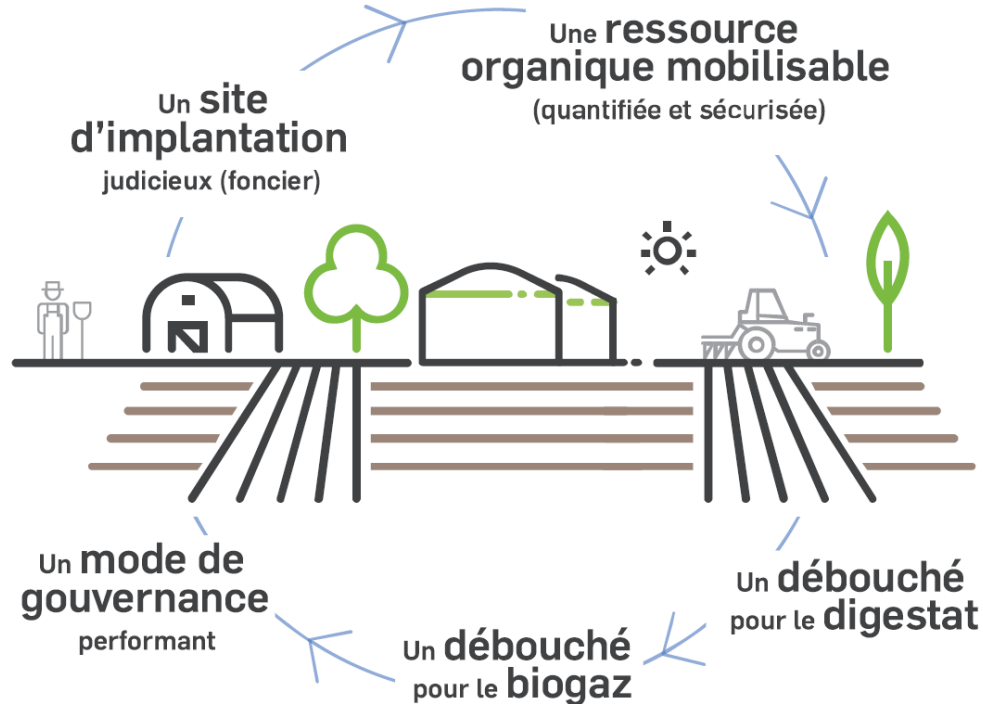 Un site
d'implantation
judicieux (foncier)
Une ressource
organique mobilisable
(quantifiée et sécurisée)
Un débouché
pour le digestat
Un débouché
pour le biogaz
Un mode de
gouvernance
performant